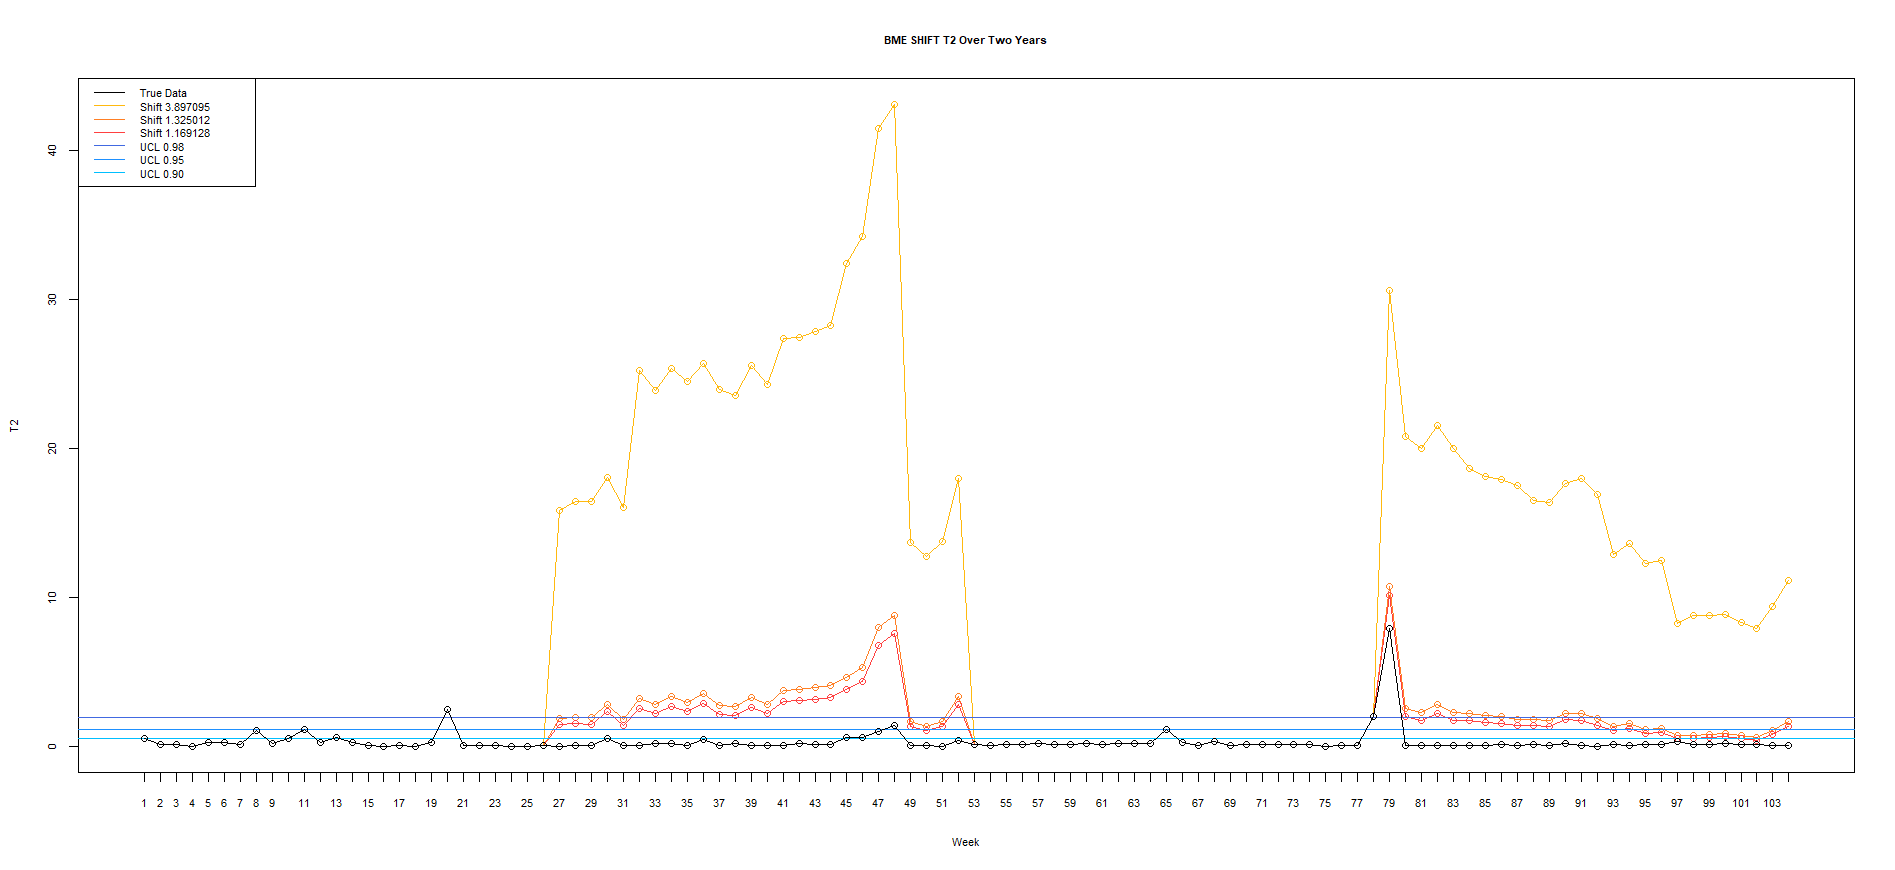 BME SHIFT T2 Over Two Years
True Data
Shift 3.897095
Shift 1.325012
Shift 1.169128
UCL 0.98
UCL 0.95
UCL 0.90
40
30
20
10
0
T2
1 2 3 4 5 6 7 8 9 11 13 15 17 19 21 23 25 27 29 31 33 35 37 39 41 43 45 47 49 51 53 55 57 59 61 63 65 67 69 71 73 75 77 79 81 83 85 87 89 91 93 95 97 99 101 103
Week